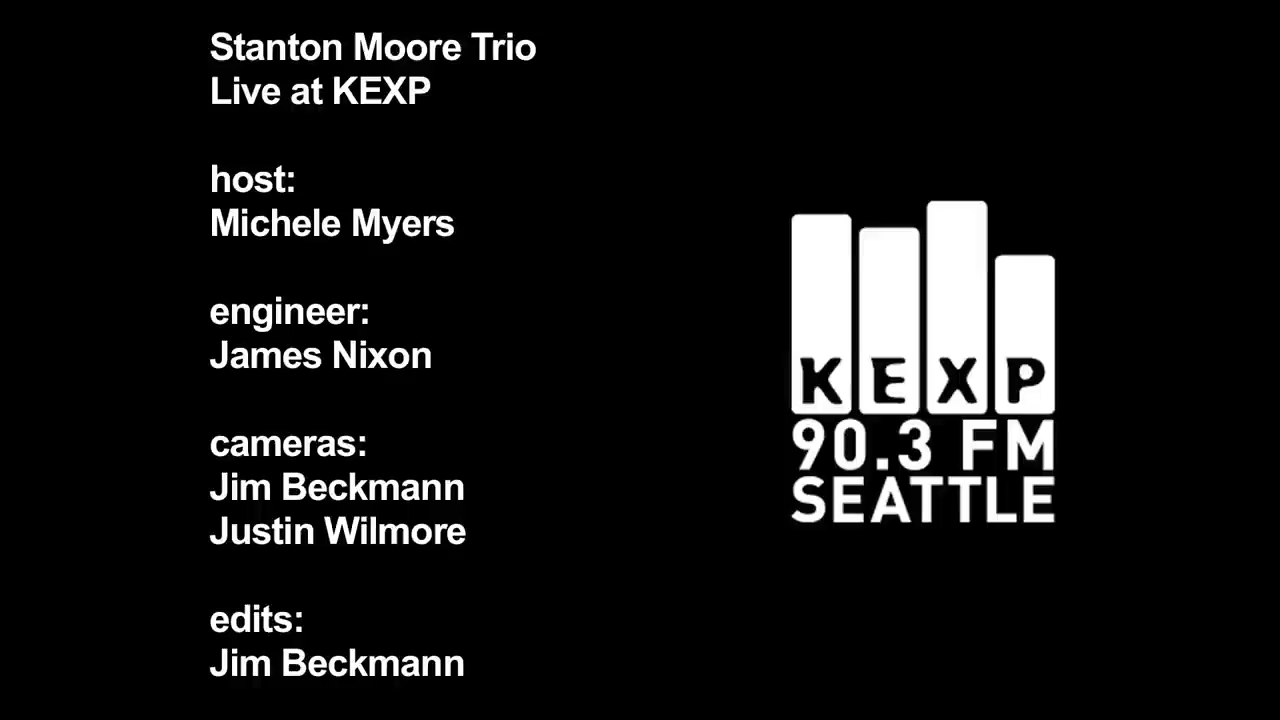 Stanton Moore Trio
Live at KEXP
host:
Michele Myers
engineer:
James Nixon
cameras:
Jim Beckmann
Justin Wilmore
edits:
Jim Beckmann
KEXP
90.3 FM
SEATTLE